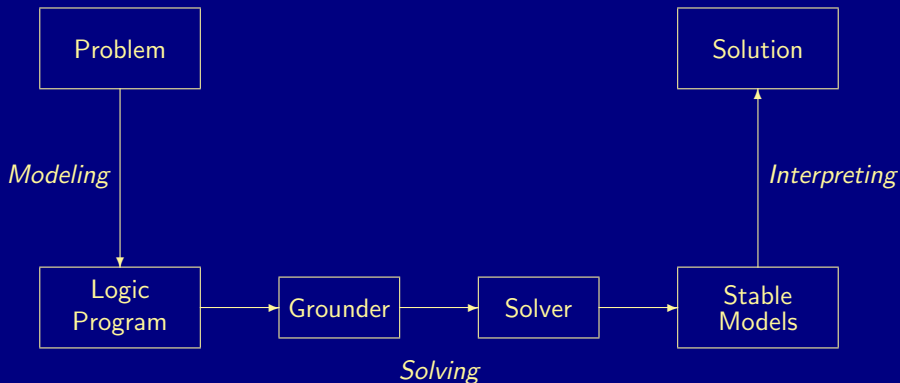 Problem
Solution
Modeling
Interpreting
Logic
Program
Grounder
Solver
Stable
Models
Solving